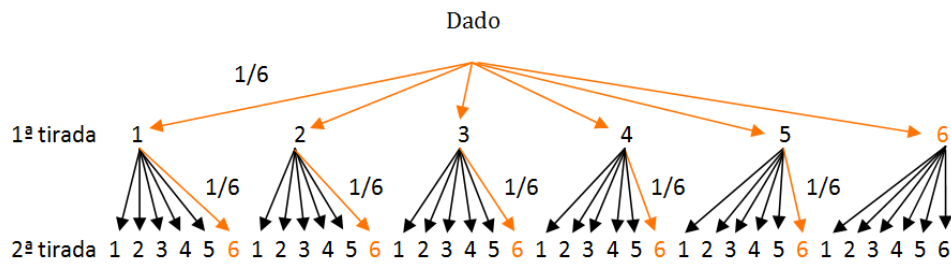 Dado
1/6
1ª tirada 1 2 3 4 5 6
1/6 1/6 1/6 1/6 1/6
2ª tirada 1 2 3 4 5 6 1 2 3 4 5 6 1 2 3 4 5 6 1 2 3 4 5 6 1 2 3 4 5 6 1 2 3 4 5 6